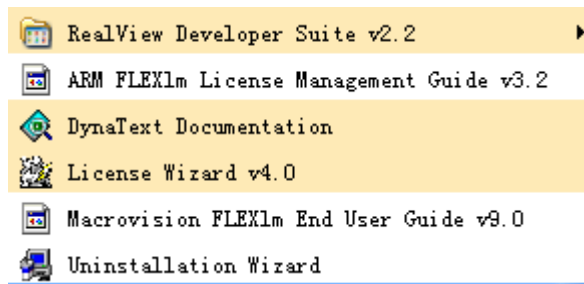 RealView Developer Suite v2.2
ARM FLEXlm License Management Guide v3.2
DynaText Documentation
License Wizard v4.0
Macrovision FLEXlm End User Guide v9.0
Uninstallation Wizard